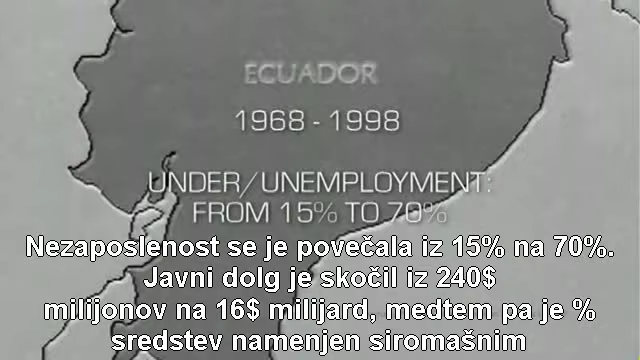 ECUADOR
1968 - 1998
UNDER/UNEMPLOYMENT:
FROM 15% TO 70%
Nezaposlenost se je povečala iz 15% na 70%.
Javni dolg je skočil iz 240$
milijonov na 16$ milijard, medtem pa je %
sredstev namenjen siromašnim